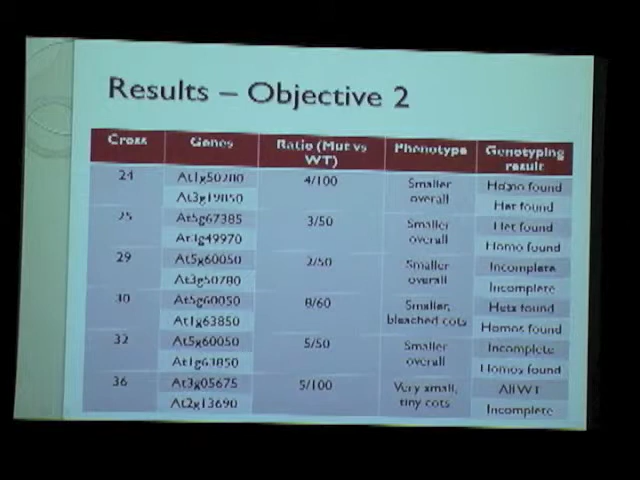 Results – Objective 2
Cross Genes Ratio (Mut vs WT) Phenotype Genotyping result
24 At1g50280 4/100 Smaller overall Homo found
At3g19850 Het found
25 At5g67385 3/50 Smaller overall Het found
At1g49970 Homo found
29 At5g60050 2/50 Smaller overall Incomplete
At3g50780 Incomplete
30 At5g60050 8/60 Smaller, bleached cots Hets found
At1g63850 Homos found
32 At5g60050 5/50 Smaller overall Incomplete
At1g63850 Homos found
36 At3g05675 5/100 Very small, tiny cots All WT
At2g13690 Incomplete